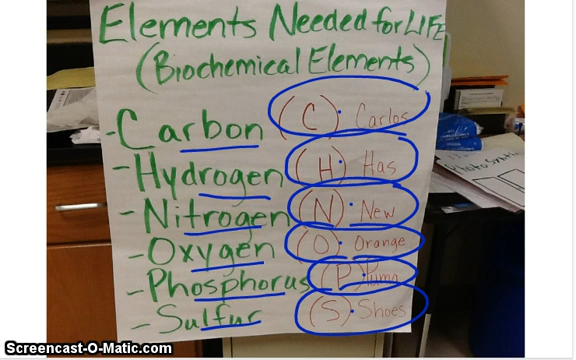 Elements Needed for LIFE
(Biochemical Elements)
-Carbon (C). Carlos
-Hydrogen (H). Has
-Nitrogen (N). New
-Oxygen (O). Orange
-Phosphorus (P). Puma
-Sulfur (S). Shoes
Screencast-O-Matic.com